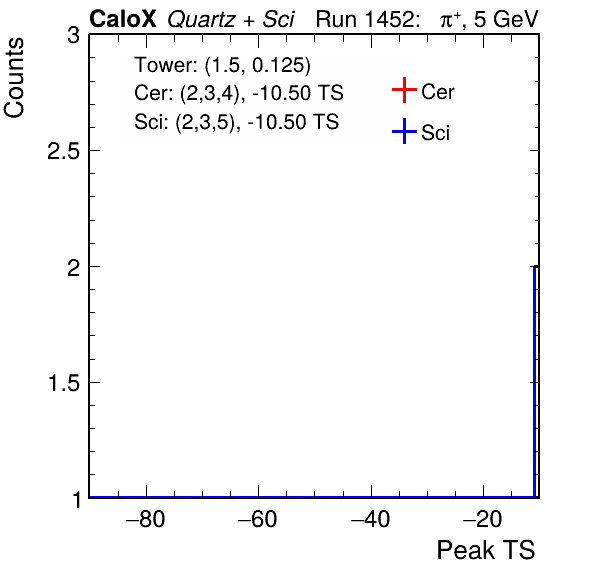 CaloX Quartz + Sci Run 1452: π⁺, 5 GeV
Counts
3
2.5
2
1.5
1
Tower: (1.5, 0.125)
Cer: (2,3,4), -10.50 TS
Sci: (2,3,5), -10.50 TS
Cer
Sci
−80 −60 −40 −20
Peak TS